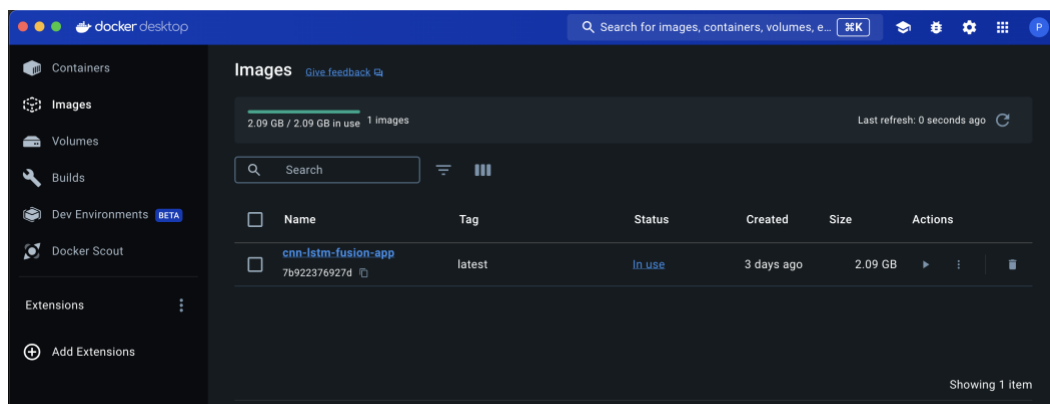 docker desktop
Search for images, containers, volumes, e... ⌘K
P
Containers
Images
Volumes
Builds
Dev Environments BETA
Docker Scout
Extensions
Add Extensions
Images Give feedback
2.09 GB / 2.09 GB in use 1 images
Last refresh: 0 seconds ago
Search
Name Tag Status Created Size Actions
cnn-lstm-fusion-app
7b922376927d
latest In use 3 days ago 2.09 GB
Showing 1 item